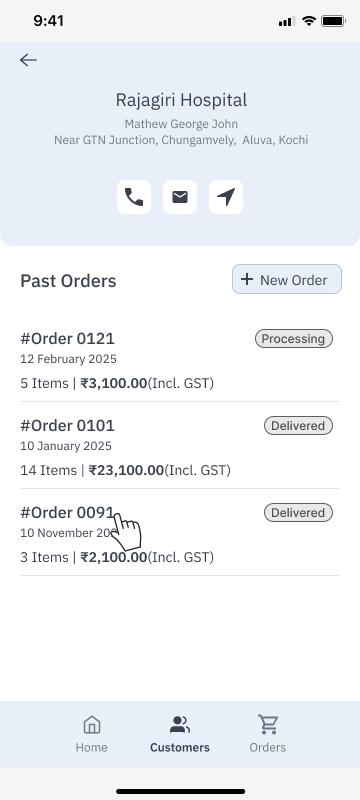 9:41
Rajagiri Hospital
Mathew George John
Near GTN Junction, Chungamvely, Aluva, Kochi
Past Orders
+ New Order
#Order 0121
Processing
12 February 2025
5 Items | ₹3,100.00(Incl. GST)
#Order 0101
Delivered
10 January 2025
14 Items | ₹23,100.00(Incl. GST)
#Order 0091
Delivered
10 November
3 Items | ₹2,100.00(Incl. GST)
Home
Customers
Orders